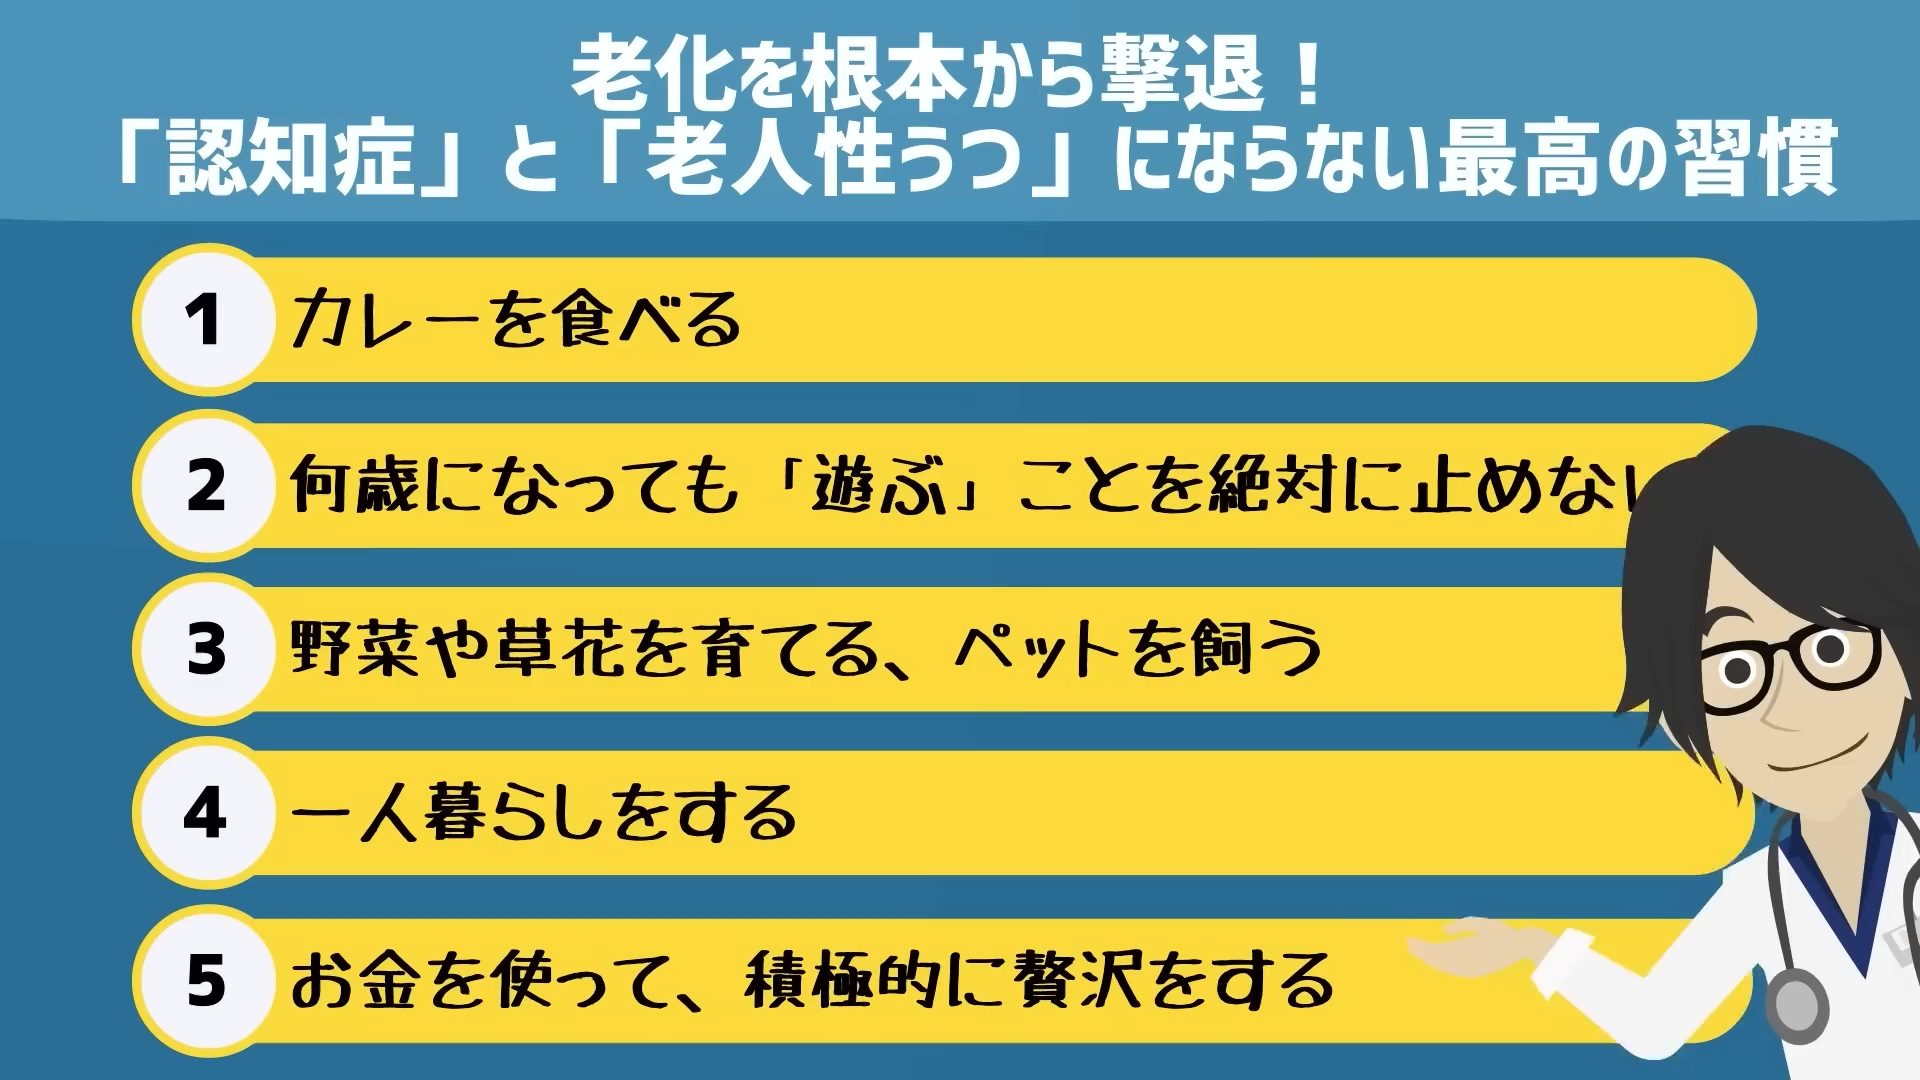 老化を根本から撃退！
「認知症」と「老人性うつ」にならない最高の習慣
1 カレーを食べる
2 何歳になっても「遊ぶ」ことを絶対に止めない
3 野菜や草花を育てる、ペットを飼う
4 一人暮らしをする
5 お金を使って、積極的に贅沢をする